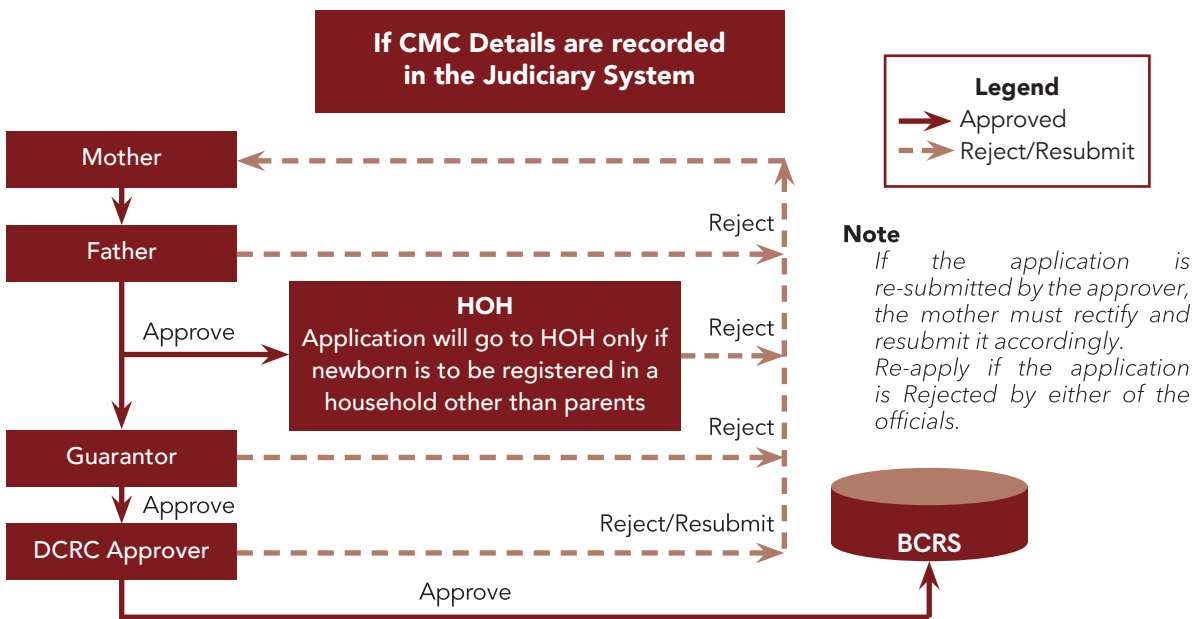 If CMC Details are recorded
in the Judiciary System
Legend
Approved
Reject/Resubmit
Mother
Reject
Father
Note
If the application is
re-submitted by the approver,
the mother must rectify and
resubmit it accordingly.
Re-apply if the application
is Rejected by either of the
officials.
HOH
Application will go to HOH only if
newborn is to be registered in a
household other than parents
Approve
Reject
Reject
Guarantor
Approve
Reject/Resubmit
DCRC Approver
BCRS
Approve